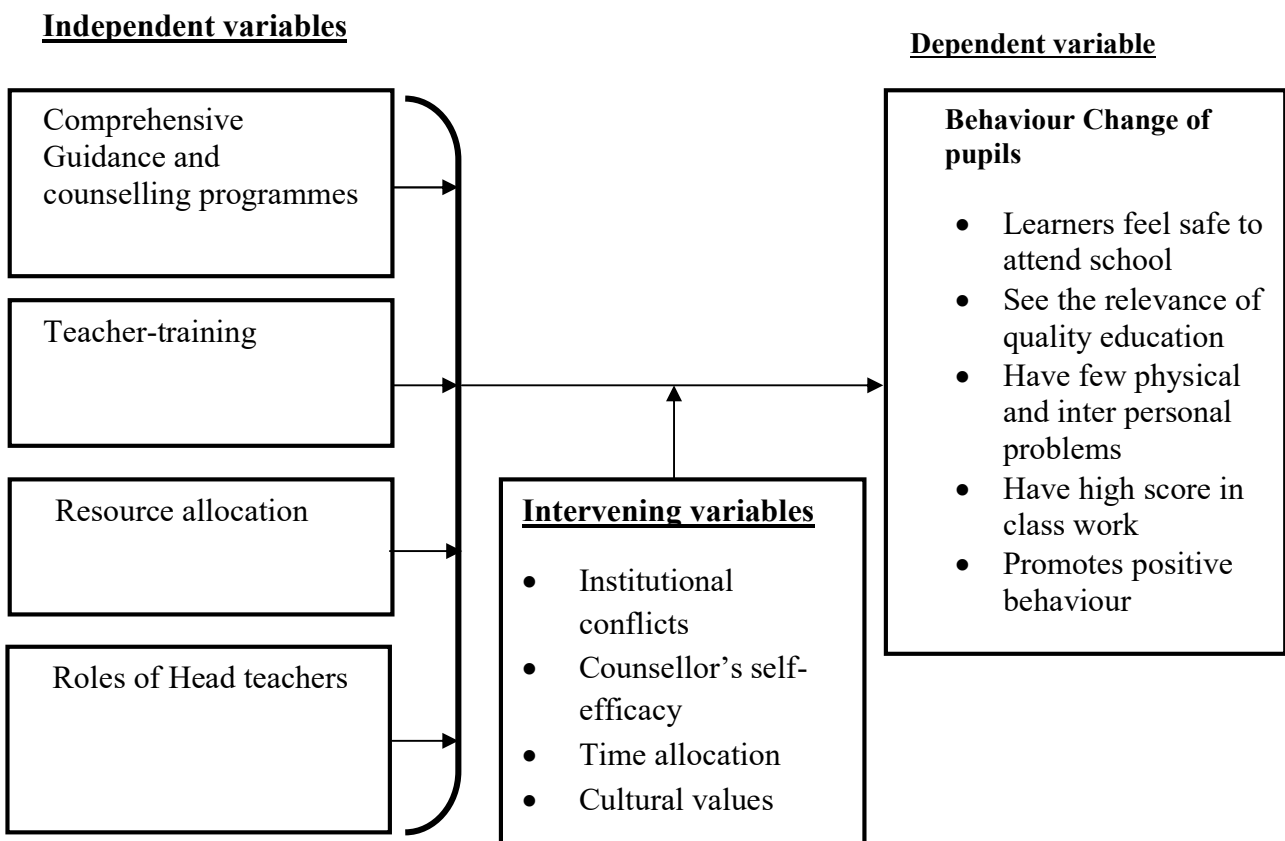 Independent variables
Dependent variable
Comprehensive
Guidance and
counselling programmes
Teacher-training
Resource allocation
Roles of Head teachers
Intervening variables
● Institutional
conflicts
● Counsellor’s self-
efficacy
● Time allocation
● Cultural values
Behaviour Change of
pupils
● Learners feel safe to
attend school
● See the relevance of
quality education
● Have few physical
and inter personal
problems
● Have high score in
class work
● Promotes positive
behaviour